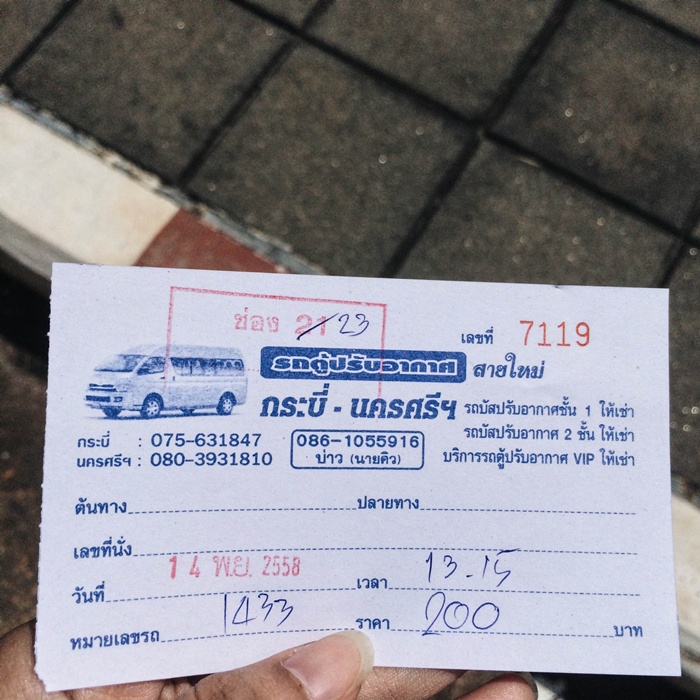 ช่อง 21 23
เลขที่ 7119
รถตู้ปรับอากาศ สายใหม่
กระบี่ - นครศรีฯ
รถบัสปรับอากาศชั้น 1 ให้เช่า
รถบัสปรับอากาศ 2 ชั้น ให้เช่า
บริการรถตู้ปรับอากาศ VIP ให้เช่า
กระบี่ : 075-631847
นครศรีฯ : 080-3931810
086-1055916
บ่าว (นายคิว)
ต้นทาง ปลายทาง
เลขที่นั่ง
วันที่ 14 พ.ย. 2558 เวลา 13.15
หมายเลขรถ 1433 ราคา 200 บาท